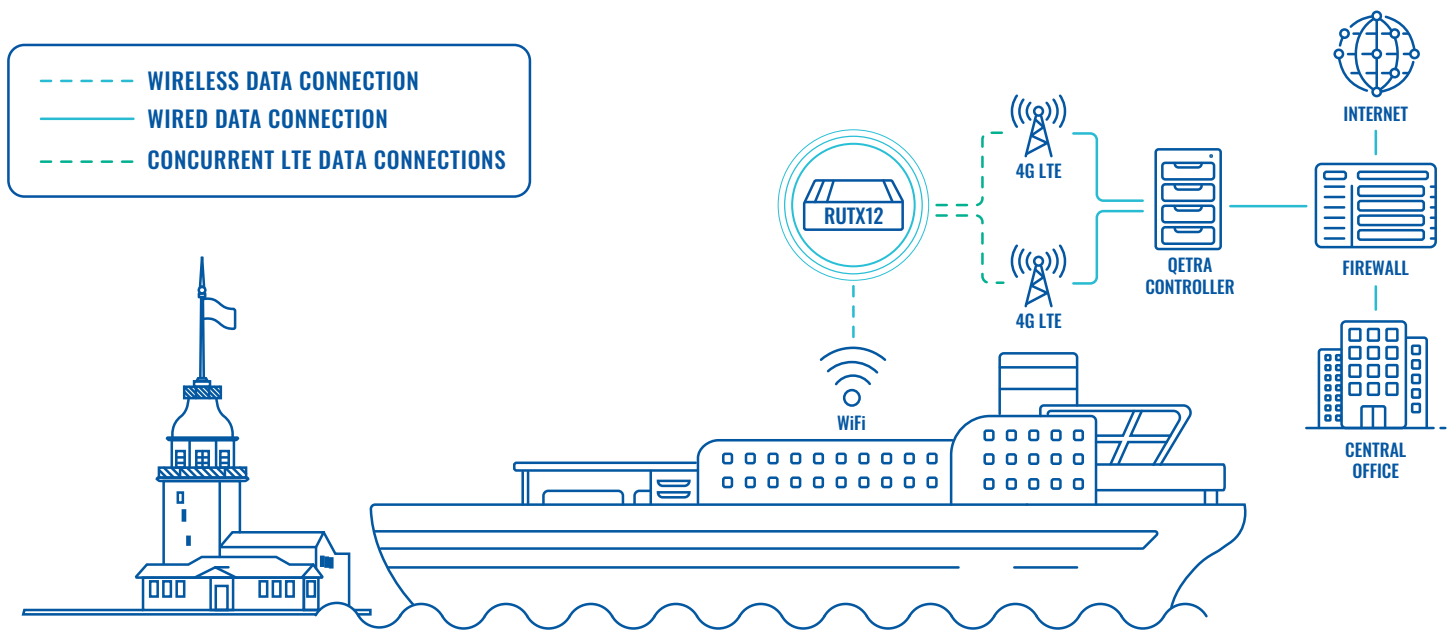 WIRELESS DATA CONNECTION
WIRED DATA CONNECTION
CONCURRENT LTE DATA CONNECTIONS
INTERNET
4G LTE
RUTX12
QETRA
CONTROLLER
FIREWALL
4G LTE
WiFi
CENTRAL
OFFICE